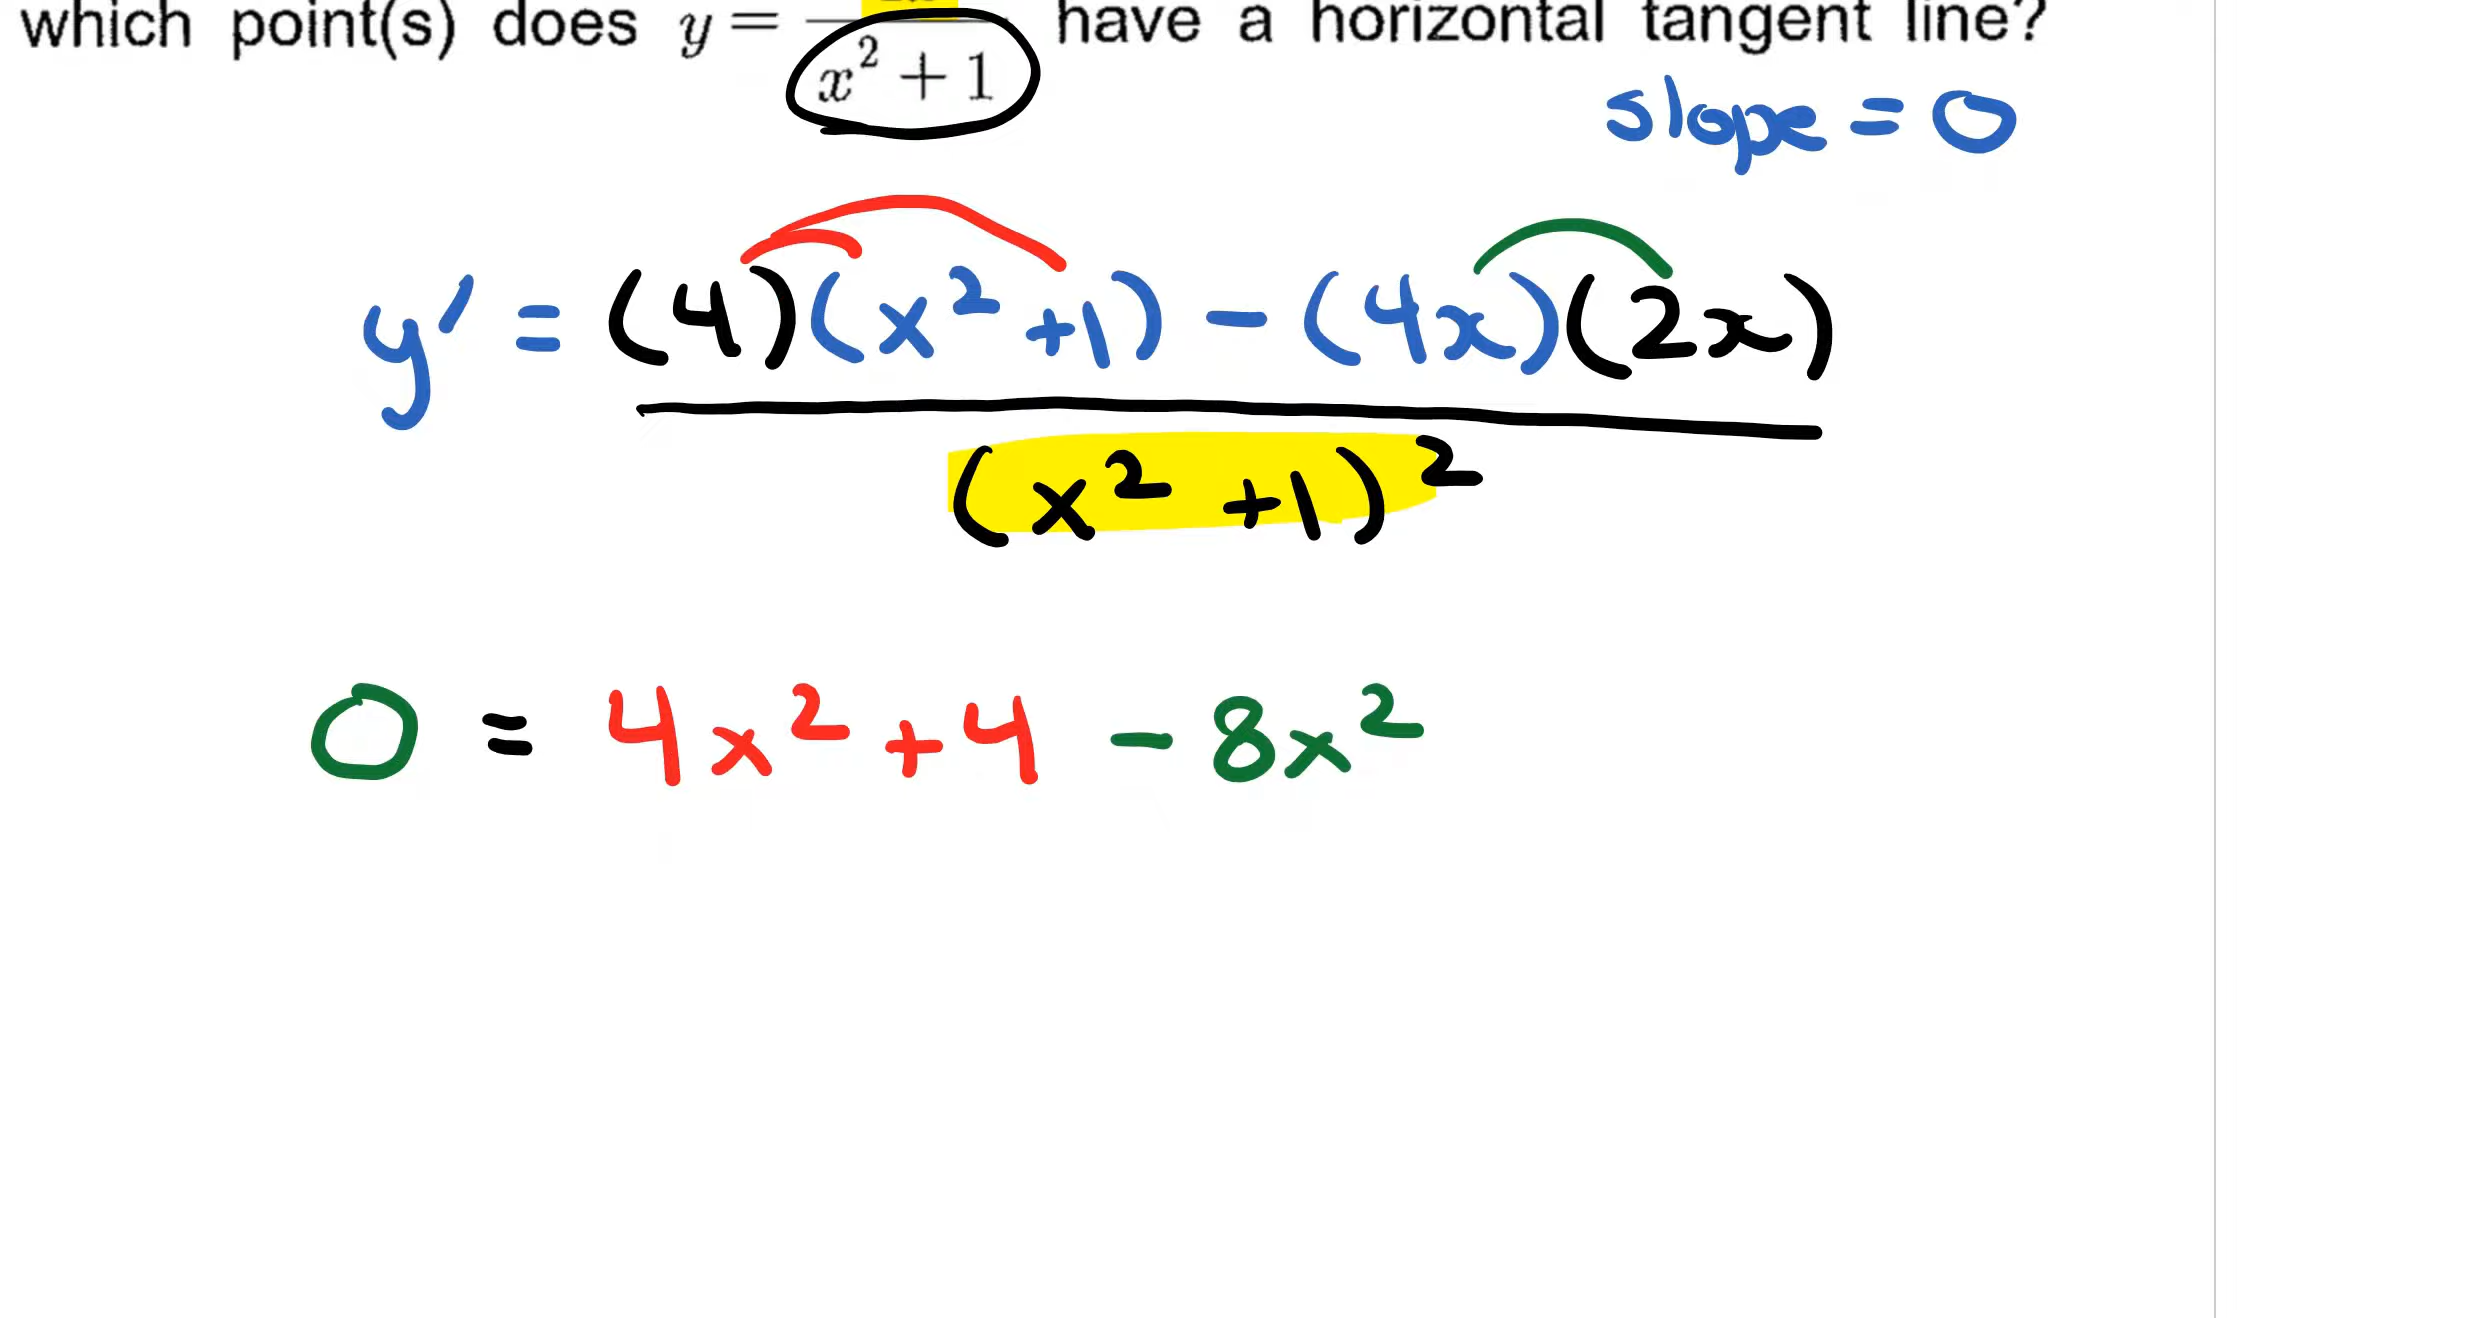 which point(s) does y = / x² + 1 have a horizontal tangent line?
slope = 0
y' = (4)(x² + 1) - (4x)(2x)
(x² + 1)²
0 = 4x² + 4 - 8x²